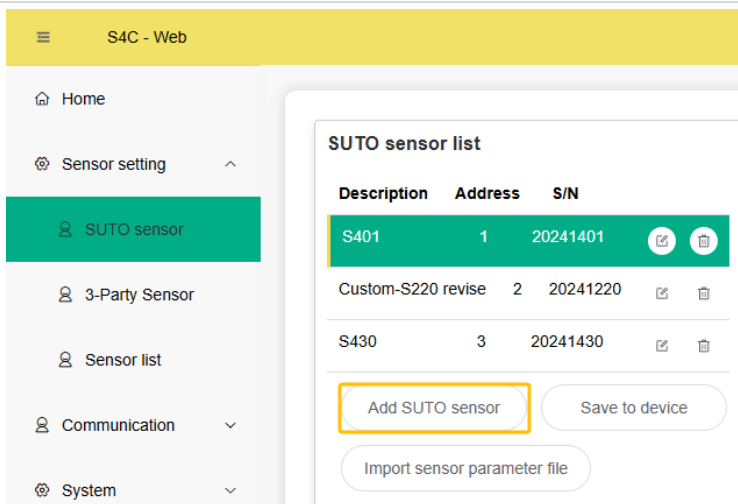 S4C - Web
Home
Sensor setting
SUTO sensor
3-Party Sensor
Sensor list
Communication
System
SUTO sensor list
Description Address S/N
S401 1 20241401
Custom-S220 revise 2 20241220
S430 3 20241430
Add SUTO sensor Save to device
Import sensor parameter file